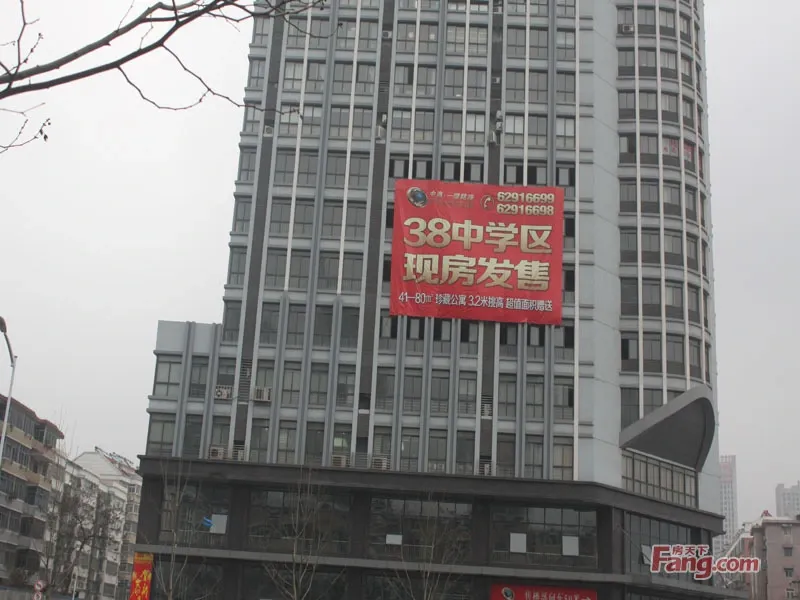 62916699
62916698
38中学区
现房发售
41—80㎡ 珍藏公寓 3.2米挑高 超值面积赠送
房天下
Fang.com